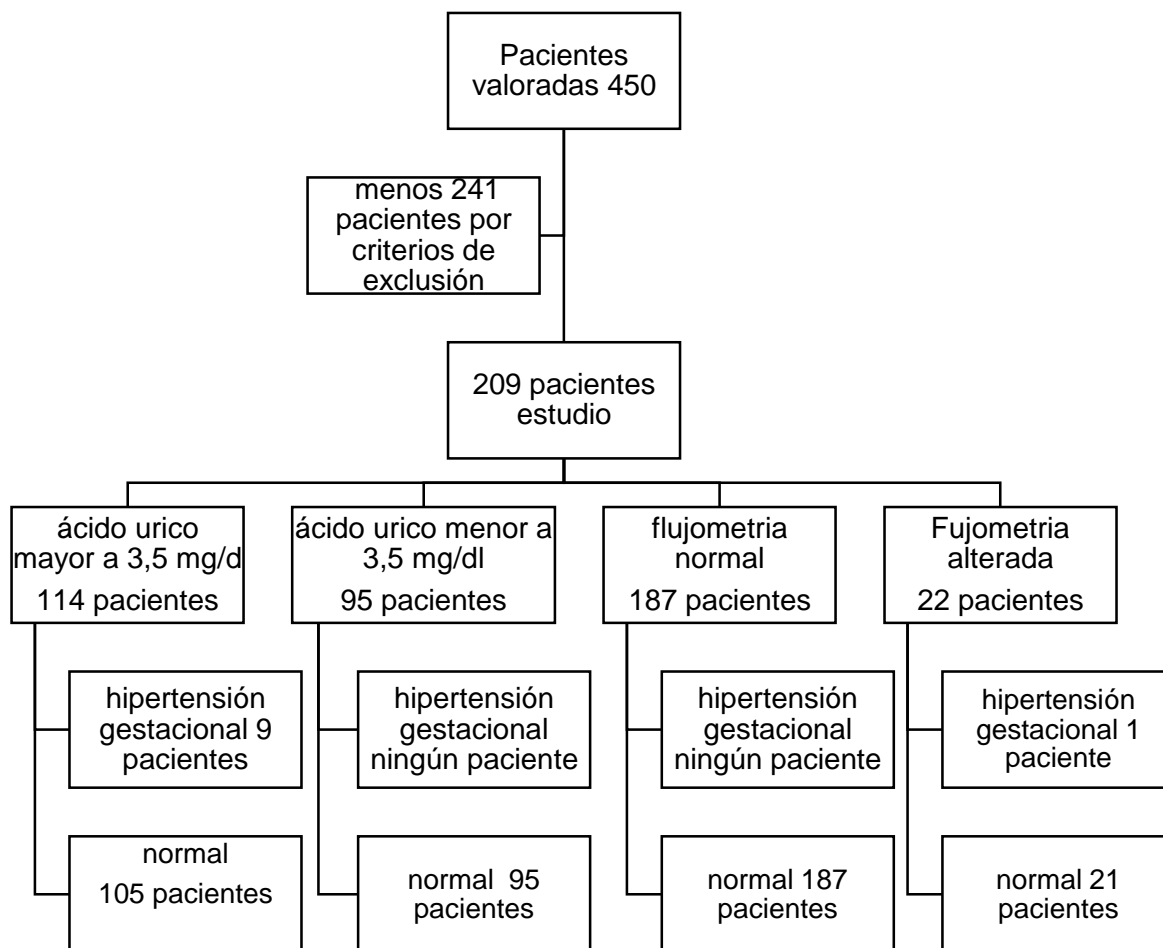 Pacientes
valoradas 450
menos 241
pacientes por
criterios de
exclusión
209 pacientes
estudio
ácido urico
mayor a 3,5 mg/d
114 pacientes
ácido urico menor a
3,5 mg/dl
95 pacientes
flujometria
normal
187 pacientes
Fujometria
alterada
22 pacientes
hipertensión
gestacional 9
pacientes
hipertensión
gestacional
ningún paciente
hipertensión
gestacional
ningún paciente
hipertensión
gestacional 1
paciente
normal
105 pacientes
normal 95
pacientes
normal 187
pacientes
normal 21
pacientes